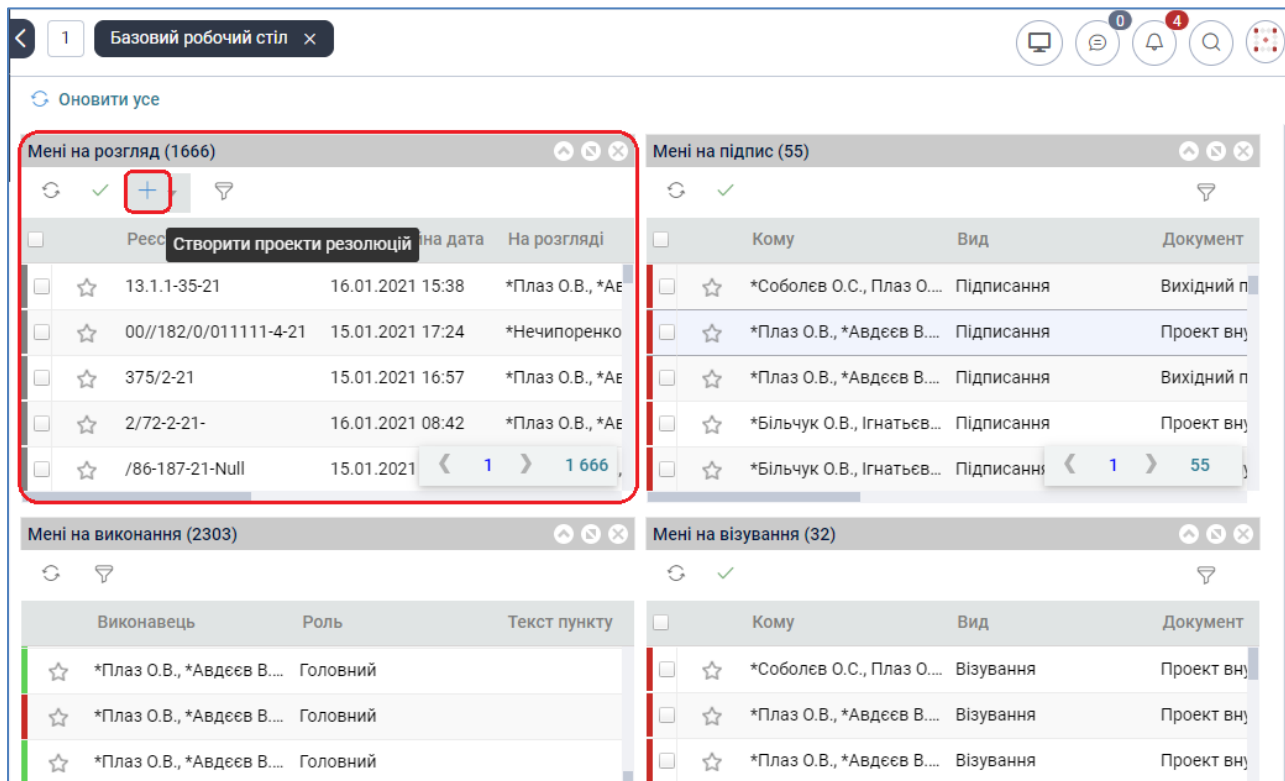 1 Базовий робочий стіл × 0 4
Оновити усе
Мені на розгляд (1666)
Створити проекти резолюцій
Реєс на дата На розгляді
13.1.1-35-21 16.01.2021 15:38 *Плаз О.В., *Ав
00//182/0/011111-4-21 15.01.2021 17:24 *Нечипоренко
375/2-21 15.01.2021 16:57 *Плаз О.В., *Ав
2/72-2-21- 16.01.2021 08:42 *Плаз О.В., *Ав
/86-187-21-Null 15.01.2021
1 1 666
Мені на підпис (55)
Кому Вид Документ
*Соболєв О.С., Плаз О.... Підписання Вихідний п
*Плаз О.В., *Авдєєв В.... Підписання Проект вну
*Плаз О.В., *Авдєєв В.... Підписання Вихідний п
*Більчук О.В., Ігнатьєв... Підписання Проект вну
*Більчук О.В., Ігнатьєв... Підписання
1 55
Мені на виконання (2303)
Виконавець Роль Текст пункту
*Плаз О.В., *Авдєєв В.... Головний
*Плаз О.В., *Авдєєв В.... Головний
*Плаз О.В., *Авдєєв В.... Головний
Мені на візування (32)
Кому Вид Документ
*Соболєв О.С., Плаз О.... Візування Проект вну
*Плаз О.В., *Авдєєв В.... Візування Проект вну
*Плаз О.В., *Авдєєв В.... Візування Проект вну